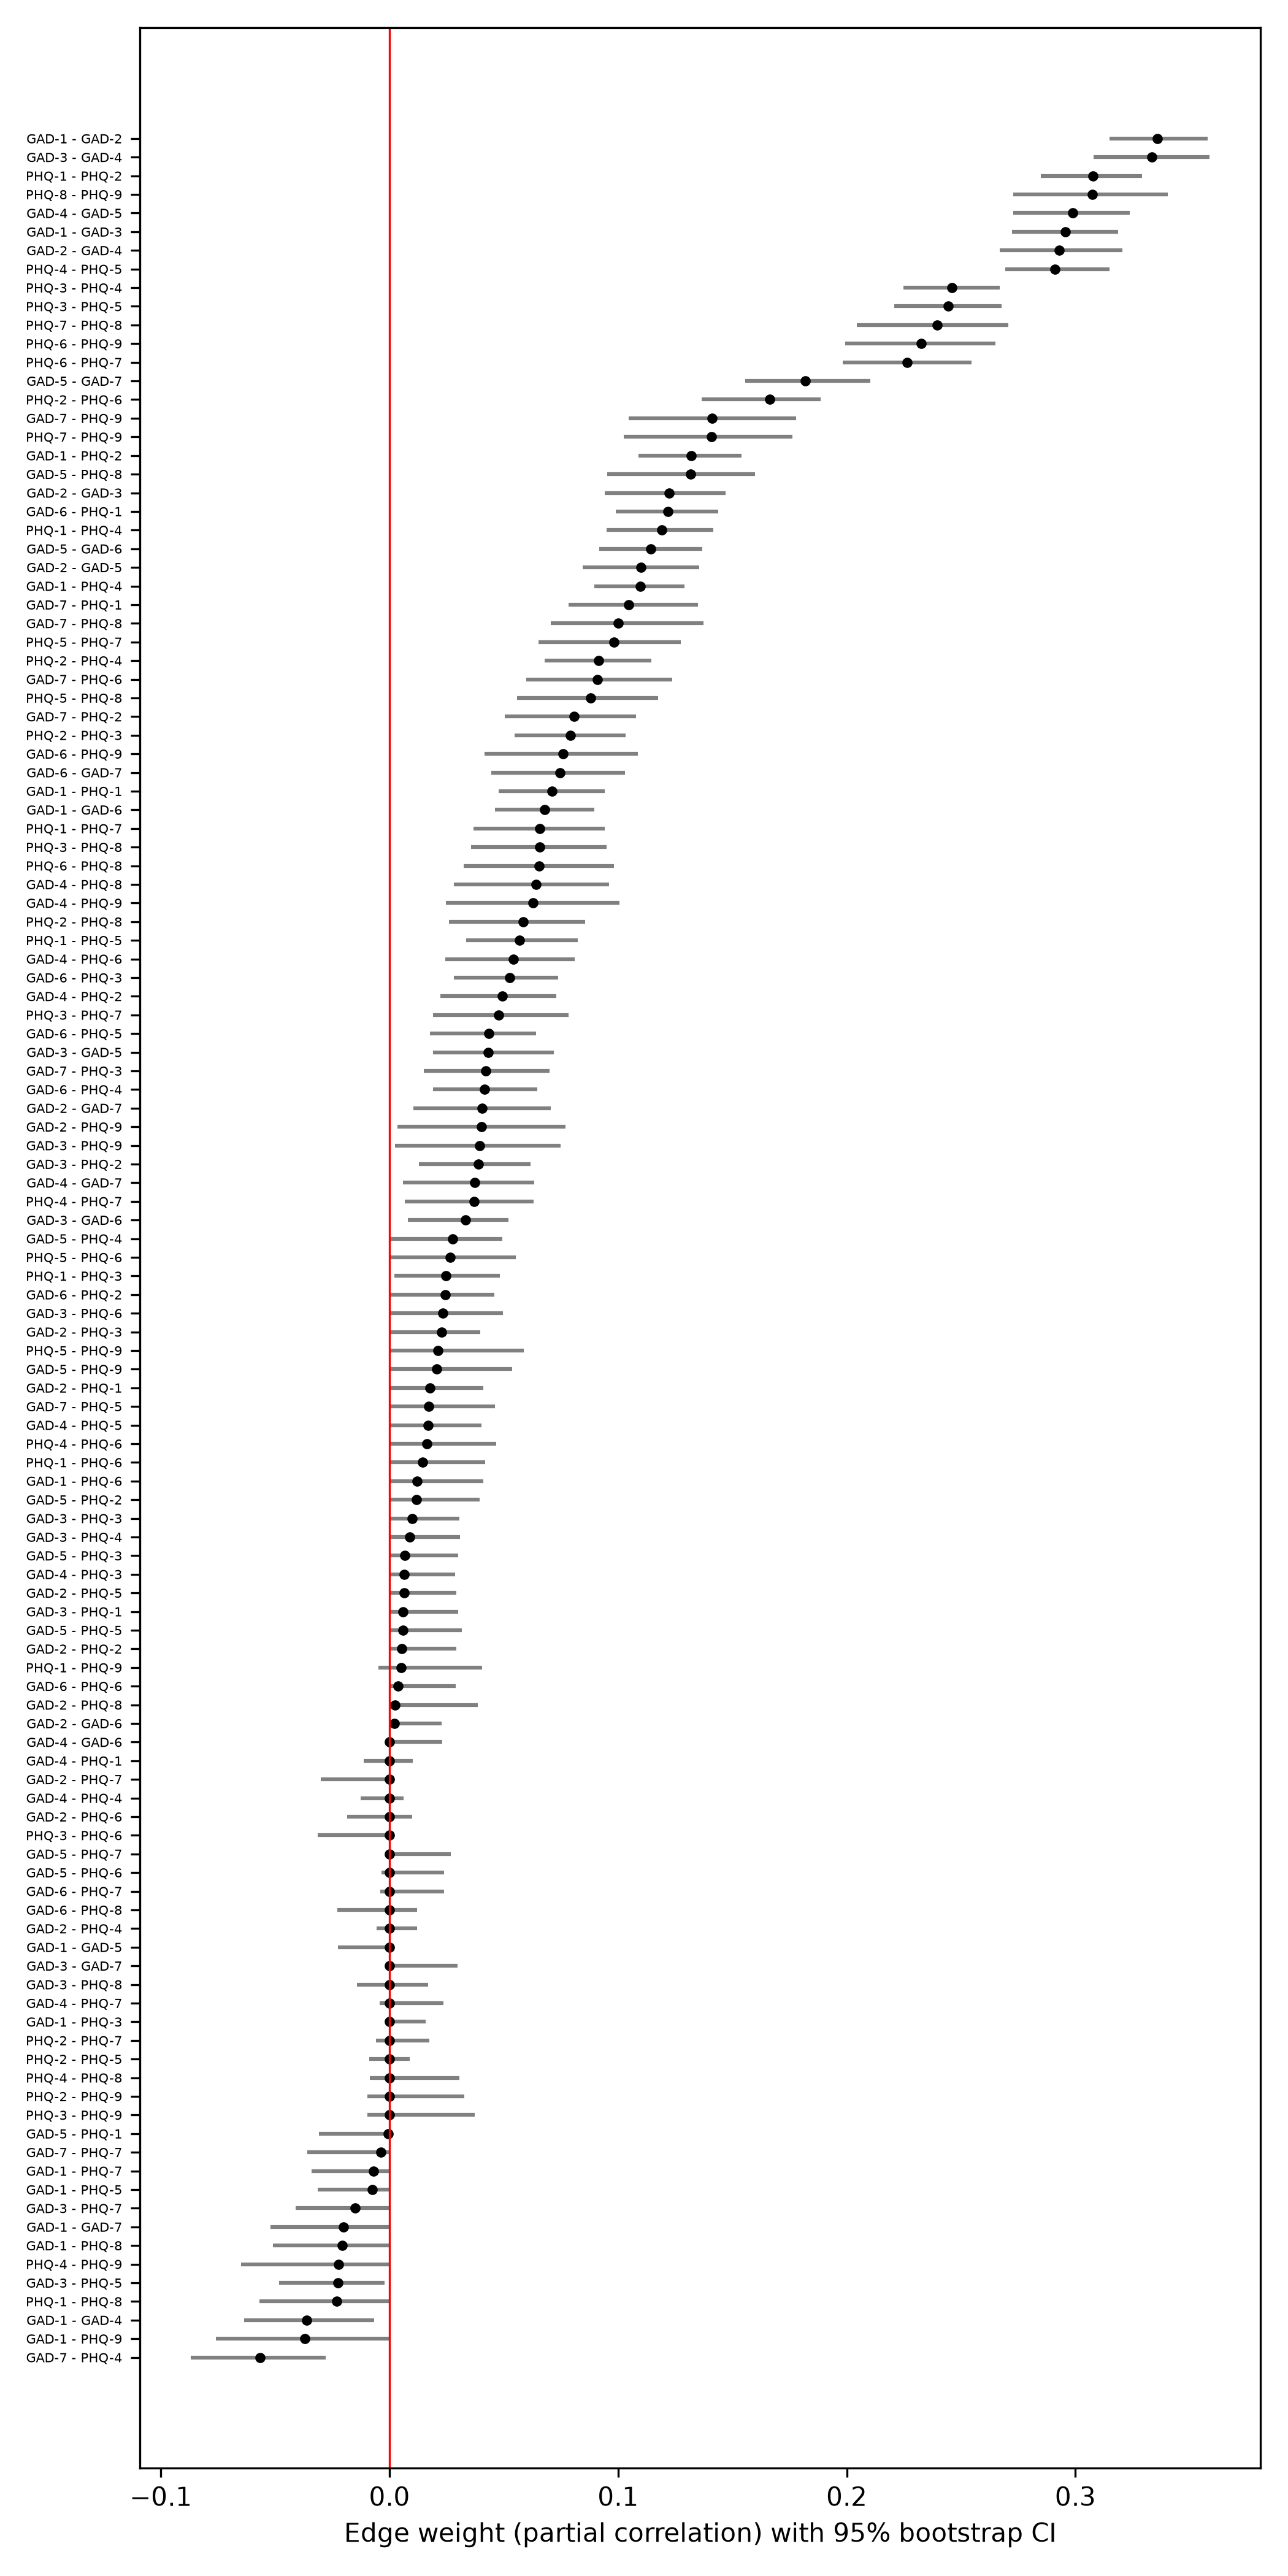 GAD-1 - GAD-2
GAD-3 - GAD-4
PHQ-1 - PHQ-2
PHQ-8 - PHQ-9
GAD-4 - GAD-5
GAD-1 - GAD-3
GAD-2 - GAD-4
PHQ-4 - PHQ-5
PHQ-3 - PHQ-4
PHQ-3 - PHQ-5
PHQ-7 - PHQ-8
PHQ-6 - PHQ-9
PHQ-6 - PHQ-7
GAD-5 - GAD-7
PHQ-2 - PHQ-6
GAD-7 - PHQ-9
PHQ-7 - PHQ-9
GAD-1 - PHQ-2
GAD-5 - PHQ-8
GAD-2 - GAD-3
GAD-6 - PHQ-1
PHQ-1 - PHQ-4
GAD-5 - GAD-6
GAD-2 - GAD-5
GAD-1 - PHQ-4
GAD-7 - PHQ-1
GAD-7 - PHQ-8
PHQ-5 - PHQ-7
PHQ-2 - PHQ-4
GAD-7 - PHQ-6
PHQ-5 - PHQ-8
GAD-7 - PHQ-2
PHQ-2 - PHQ-3
GAD-6 - PHQ-9
GAD-6 - GAD-7
GAD-1 - PHQ-1
GAD-1 - GAD-6
PHQ-1 - PHQ-7
PHQ-3 - PHQ-8
PHQ-6 - PHQ-8
GAD-4 - PHQ-8
GAD-4 - PHQ-9
PHQ-2 - PHQ-8
PHQ-1 - PHQ-5
GAD-4 - PHQ-6
GAD-6 - PHQ-3
GAD-4 - PHQ-2
PHQ-3 - PHQ-7
GAD-6 - PHQ-5
GAD-3 - GAD-5
GAD-7 - PHQ-3
GAD-6 - PHQ-4
GAD-2 - GAD-7
GAD-2 - PHQ-9
GAD-3 - PHQ-9
GAD-3 - PHQ-2
GAD-4 - GAD-7
PHQ-4 - PHQ-7
GAD-3 - GAD-6
GAD-5 - PHQ-4
PHQ-5 - PHQ-6
PHQ-1 - PHQ-3
GAD-6 - PHQ-2
GAD-3 - PHQ-6
GAD-2 - PHQ-3
PHQ-5 - PHQ-9
GAD-5 - PHQ-9
GAD-2 - PHQ-1
GAD-7 - PHQ-5
GAD-4 - PHQ-5
PHQ-4 - PHQ-6
PHQ-1 - PHQ-6
GAD-1 - PHQ-6
GAD-5 - PHQ-2
GAD-3 - PHQ-3
GAD-3 - PHQ-4
GAD-5 - PHQ-3
GAD-4 - PHQ-3
GAD-2 - PHQ-5
GAD-3 - PHQ-1
GAD-5 - PHQ-5
GAD-2 - PHQ-2
PHQ-1 - PHQ-9
GAD-6 - PHQ-6
GAD-2 - PHQ-8
GAD-2 - GAD-6
GAD-4 - GAD-6
GAD-4 - PHQ-1
GAD-2 - PHQ-7
GAD-4 - PHQ-4
GAD-2 - PHQ-6
PHQ-3 - PHQ-6
GAD-5 - PHQ-7
GAD-5 - PHQ-6
GAD-6 - PHQ-7
GAD-6 - PHQ-8
GAD-2 - PHQ-4
GAD-1 - GAD-5
GAD-3 - GAD-7
GAD-3 - PHQ-8
GAD-4 - PHQ-7
GAD-1 - PHQ-3
PHQ-2 - PHQ-7
PHQ-2 - PHQ-5
PHQ-4 - PHQ-8
PHQ-2 - PHQ-9
PHQ-3 - PHQ-9
GAD-5 - PHQ-1
GAD-7 - PHQ-7
GAD-1 - PHQ-7
GAD-1 - PHQ-5
GAD-3 - PHQ-7
GAD-1 - GAD-7
GAD-1 - PHQ-8
PHQ-4 - PHQ-9
GAD-3 - PHQ-5
PHQ-1 - PHQ-8
GAD-1 - GAD-4
GAD-1 - PHQ-9
GAD-7 - PHQ-4
−0.1 0.0 0.1 0.2 0.3
Edge weight (partial correlation) with 95% bootstrap CI